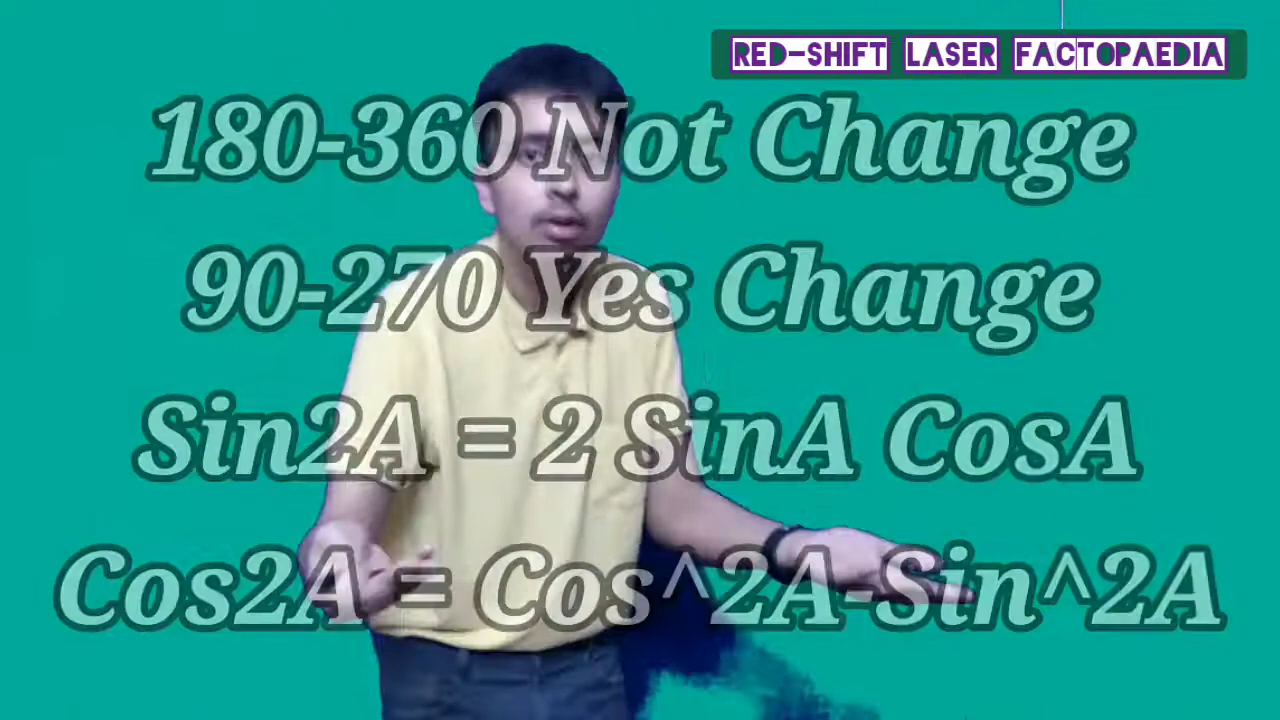 RED-SHIFT LASER FACTOPAEDIA
180-360 Not Change
90-270 Yes Change
Sin2A = 2 SinA CosA
Cos2A = Cos^2A-Sin^2A